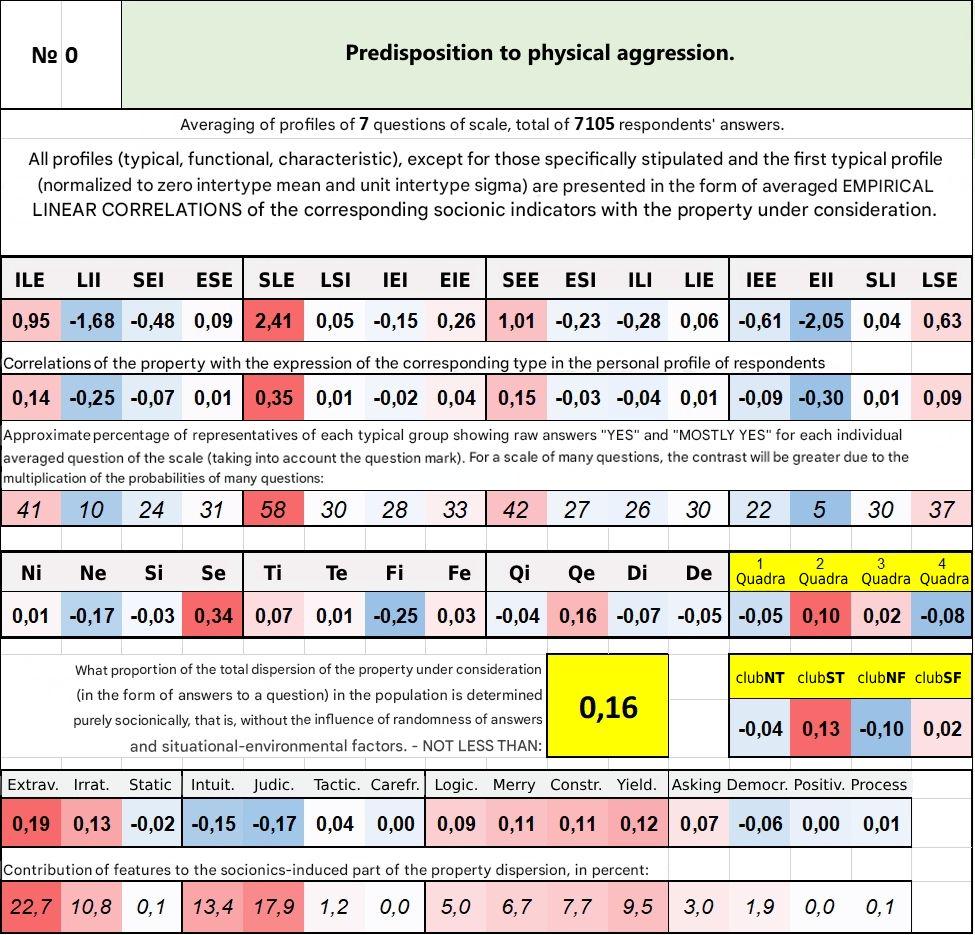 № 0
Predisposition to physical aggression.
Averaging of profiles of 7 questions of scale, total of 7105 respondents' answers.
All profiles (typical, functional, characteristic), except for those specifically stipulated and the first typical profile
(normalized to zero intertype mean and unit intertype sigma) are presented in the form of averaged EMPIRICAL
LINEAR CORRELATIONS of the corresponding socionic indicators with the property under consideration.
ILE LII SEI ESE SLE LSI IEI EIE SEE ESI ILI LIE IEE EII SLI LSE
0,95 -1,68 -0,48 0,09 2,41 0,05 -0,15 0,26 1,01 -0,23 -0,28 0,06 -0,61 -2,05 0,04 0,63
Correlations of the property with the expression of the corresponding type in the personal profile of respondents
0,14 -0,25 -0,07 0,01 0,35 0,01 -0,02 0,04 0,15 -0,03 -0,04 0,01 -0,09 -0,30 0,01 0,09
Approximate percentage of representatives of each typical group showing raw answers "YES" and "MOSTLY YES" for each individual
averaged question of the scale (taking into account the question mark). For a scale of many questions, the contrast will be greater due to the
multiplication of the probabilities of many questions:
41 10 24 31 58 30 28 33 42 27 26 30 22 5 30 37
Ni Ne Si Se Ti Te Fi Fe Qi Qe Di De 1 Quadra 2 Quadra 3 Quadra 4 Quadra
0,01 -0,17 -0,03 0,34 0,07 0,01 -0,25 0,03 -0,04 0,16 -0,07 -0,05 -0,05 0,10 0,02 -0,08
What proportion of the total dispersion of the property under consideration
(in the form of answers to a question) in the population is determined
purely socionically, that is, without the influence of randomness of answers
and situational-environmental factors. - NOT LESS THAN:
0,16
clubNT clubST clubNF clubSF
-0,04 0,13 -0,10 0,02
Extrav. Irrat. Static Intuit. Judic. Tactic. Carefr. Logic. Merry Constr. Yield. Asking Democr. Positiv. Process
0,19 0,13 -0,02 -0,15 -0,17 0,04 0,00 0,09 0,11 0,11 0,12 0,07 -0,06 0,00 0,01
Contribution of features to the socionics-induced part of the property dispersion, in percent:
22,7 10,8 0,1 13,4 17,9 1,2 0,0 5,0 6,7 7,7 9,5 3,0 1,9 0,0 0,1